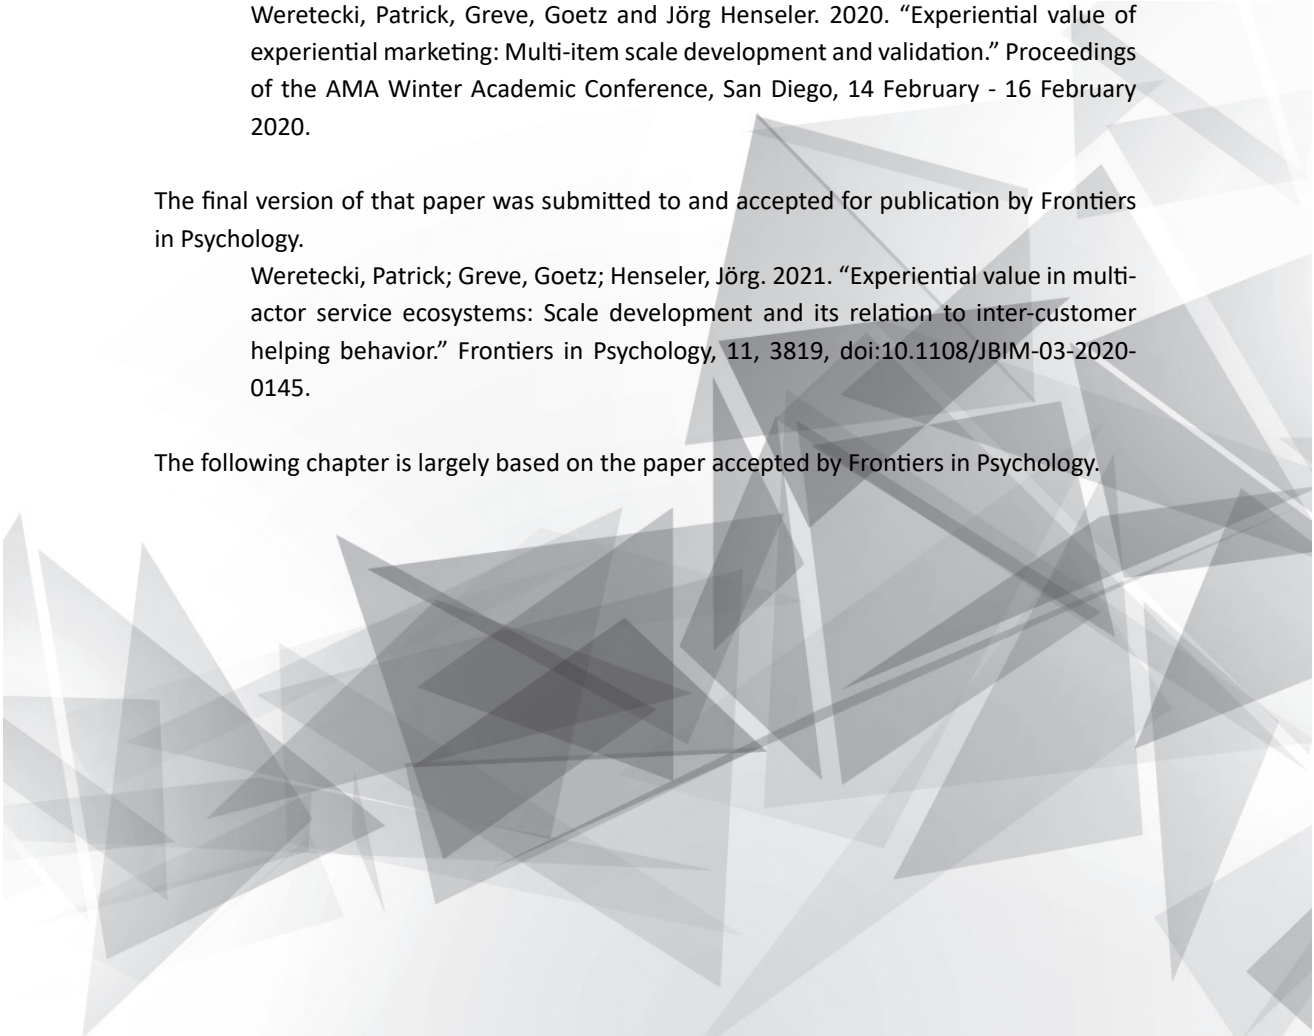 Weretecki, Patrick, Greve, Goetz and Jörg Henseler. 2020. “Experiential value of
experiential marketing: Multi-item scale development and validation.” Proceedings
of the AMA Winter Academic Conference, San Diego, 14 February - 16 February
2020.
The final version of that paper was submitted to and accepted for publication by Frontiers
in Psychology.
Weretecki, Patrick; Greve, Goetz; Henseler, Jörg. 2021. “Experiential value in multi-
actor service ecosystems: Scale development and its relation to inter-customer
helping behavior.” Frontiers in Psychology, 11, 3819, doi:10.1108/JBIM-03-2020-
0145.
The following chapter is largely based on the paper accepted by Frontiers in Psychology.